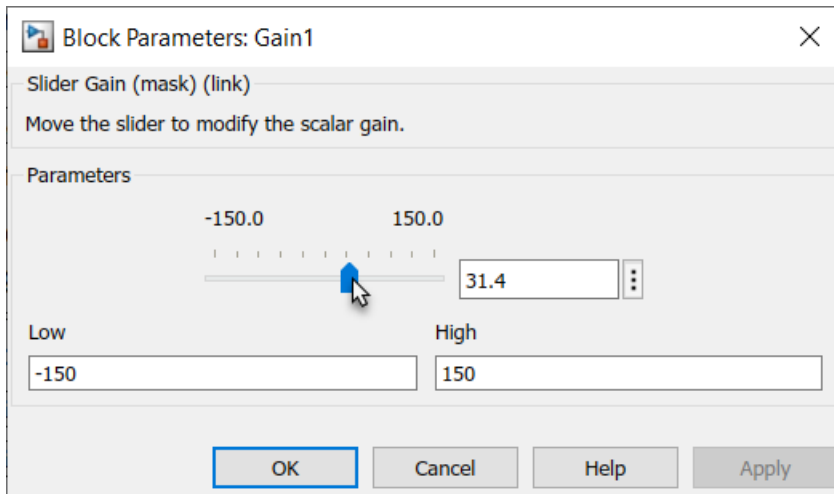 Block Parameters: Gain1
Slider Gain (mask) (link)
Move the slider to modify the scalar gain.
Parameters
-150.0 150.0
31.4
Low High
-150 150
OK Cancel Help Apply